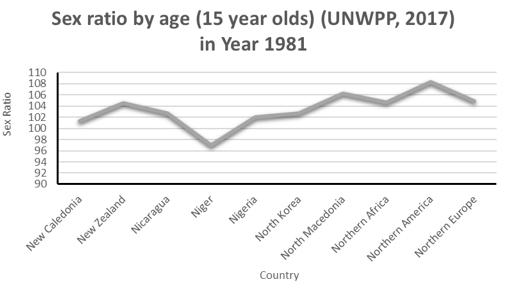 Sex ratio by age (15 year olds) (UNWPP, 2017)
in Year 1981
110
108
106
104
102
100
98
96
94
92
90
Sex Ratio
New Caledonia
New Zealand
Nicaragua
Niger
Nigeria
North Korea
North Macedonia
Northern Africa
Northern America
Northern Europe
Country